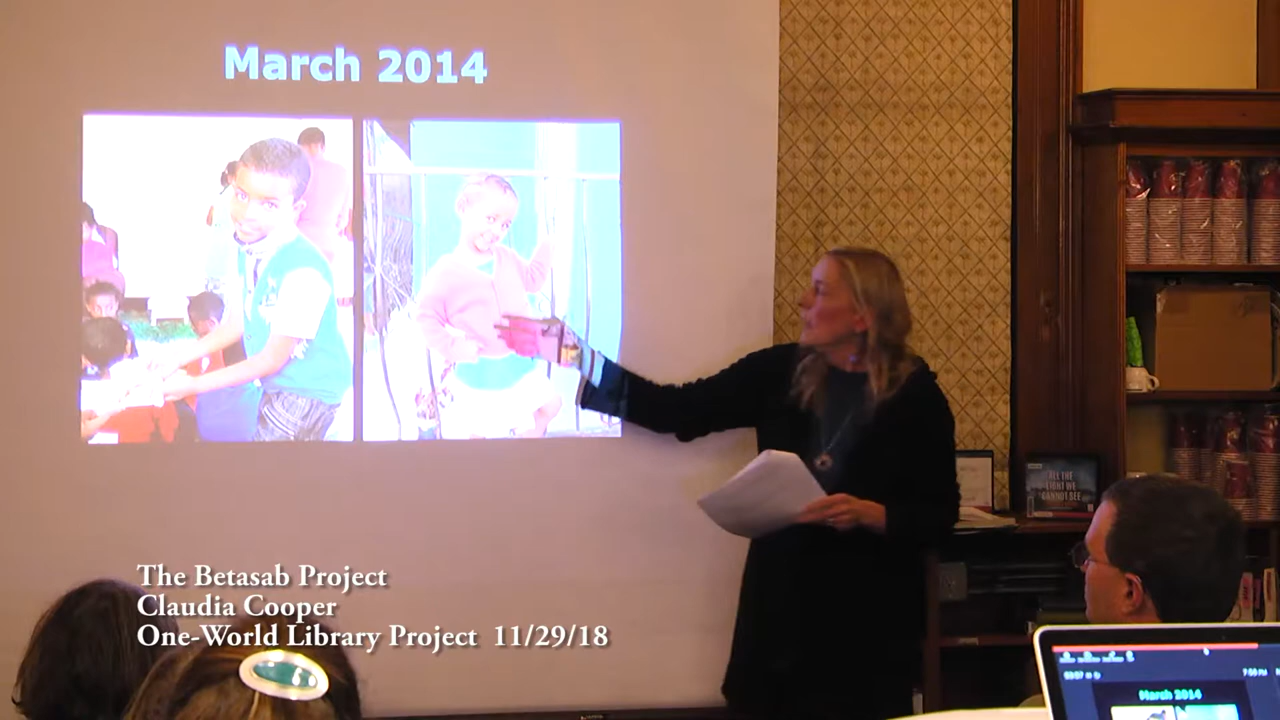 March 2014
ALL THE
LIGHT WE
CANNOT SEE
The Betasab Project
Claudia Cooper
One-World Library Project 11/29/18
March 2014